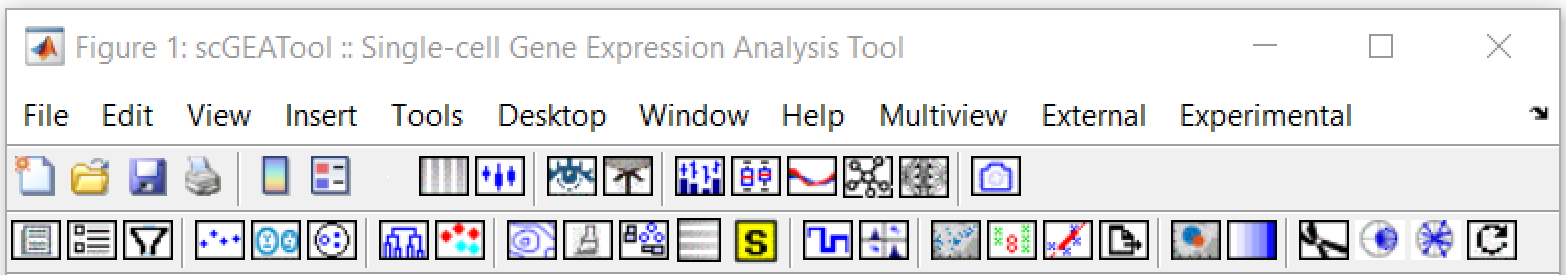 Figure 1: scGEATool :: Single-cell Gene Expression Analysis Tool
File Edit View Insert Tools Desktop Window Help Multiview External Experimental
S
8